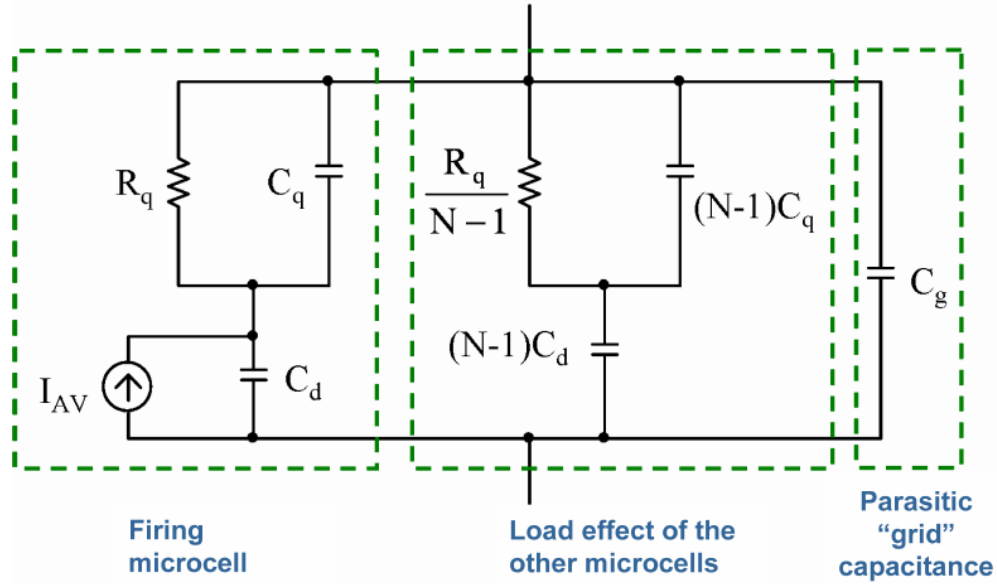 R_q
C_q
I_AV
C_d
R_q
N − 1
(N-1)C_q
(N-1)C_d
C_g
Firing
microcell
Load effect of the
other microcells
Parasitic
“grid”
capacitance